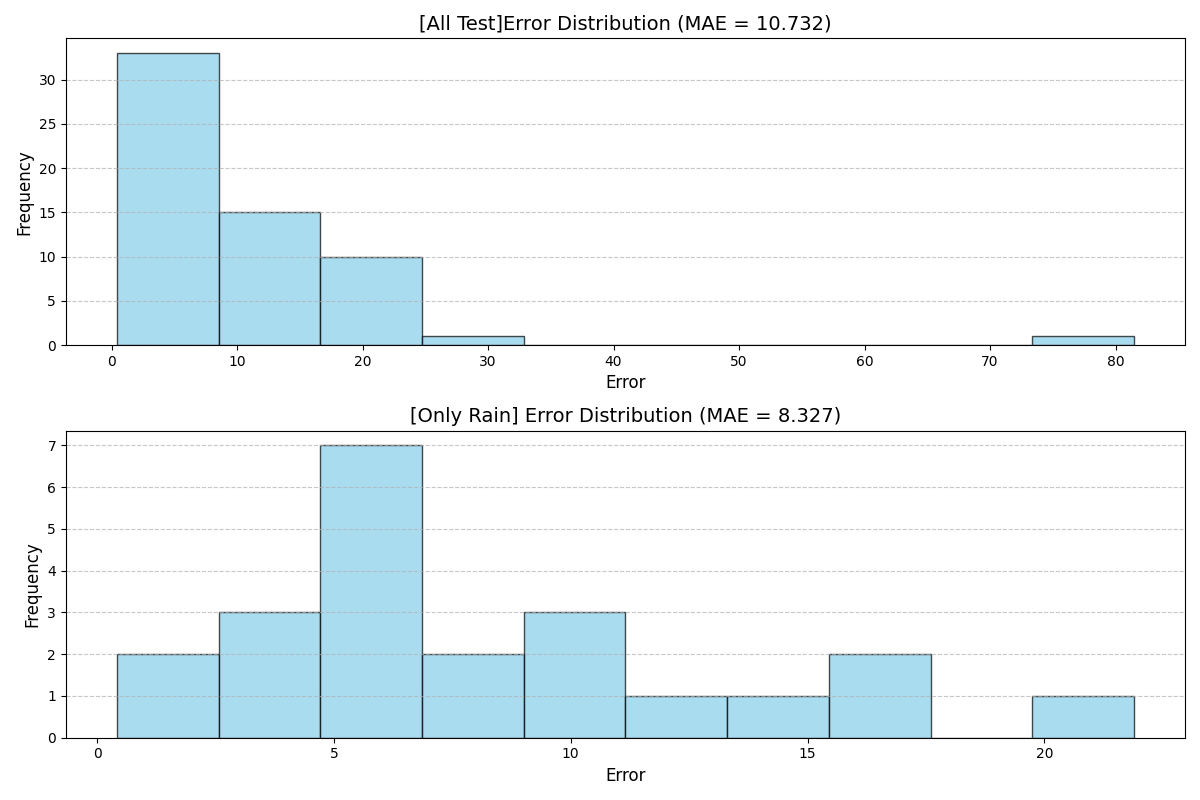 [All Test]Error Distribution (MAE = 10.732)
Frequency
30
25
20
15
10
5
0
0 10 20 30 40 50 60 70 80
Error
[Only Rain] Error Distribution (MAE = 8.327)
Frequency
7
6
5
4
3
2
1
0
0 5 10 15 20
Error